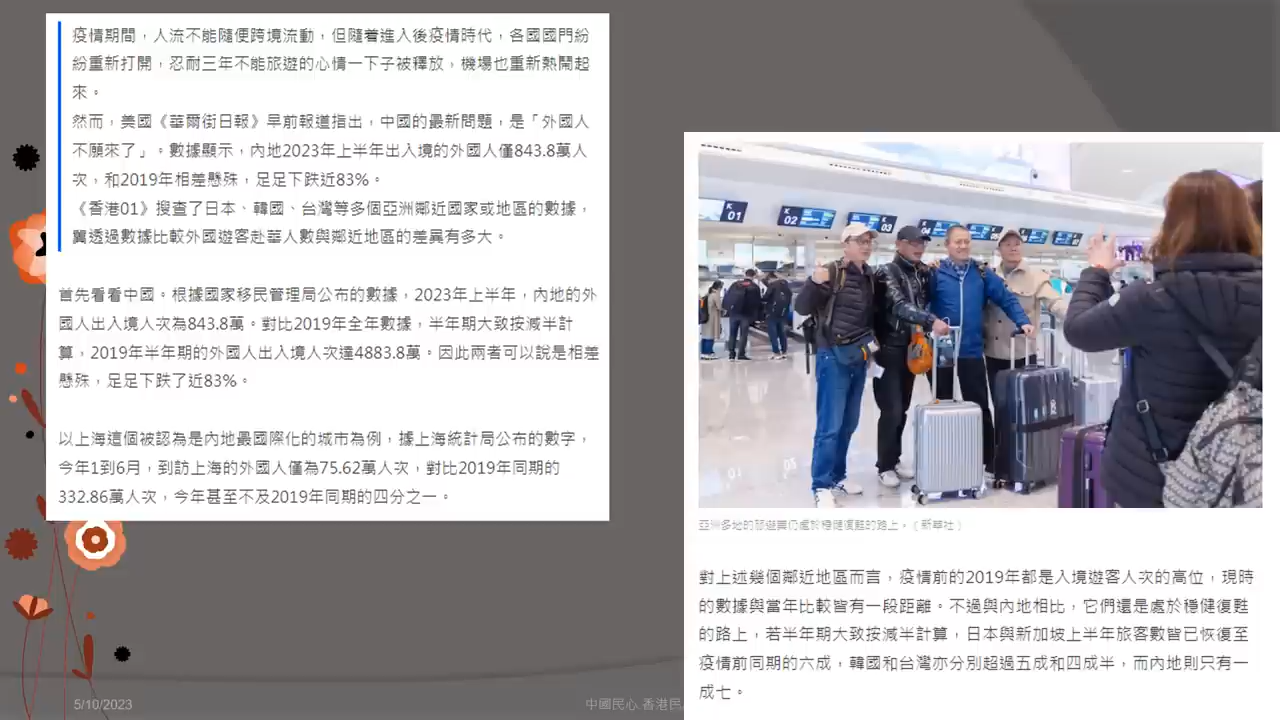 疫情期間，人流不能隨便跨境流動，但隨着進入後疫情時代，各國國門紛
紛重新打開，忍耐三年不能旅遊的心情一下子被釋放，機場也重新熱鬧起
來。
然而，美國《華爾街日報》早前報道指出，中國的最新問題，是「外國人
不願來了」。數據顯示，內地2023年上半年出入境的外國人僅843.8萬人
次，和2019年相差懸殊，足足下跌近83%。
《香港01》搜查了日本、韓國、台灣等多個亞洲鄰近國家或地區的數據，
冀透過數據比較外國遊客赴華人數與鄰近地區的差異有多大。
首先看看中國。根據國家移民管理局公布的數據，2023年上半年，內地的外
國人出入境人次為843.8萬。對比2019年全年數據，半年期大致按減半計
算，2019年半年期的外國人出入境人次達4883.8萬。因此兩者可以說是相差
懸殊，足足下跌了近83%。
以上海這個被認為是內地最國際化的城市為例，據上海統計局公布的數字，
今年1到6月，到訪上海的外國人僅為75.62萬人次，對比2019年同期的
332.86萬人次，今年甚至不及2019年同期的四分之一。
5/10/2023
中國民心.香港民
K
01
02
03
04
亞洲多地的旅遊業仍處於穩健復甦的路上。（新華社）
對上述幾個鄰近地區而言，疫情前的2019年都是入境遊客人次的高位，現時
的數據與當年比較皆有一段距離。不過與內地相比，它們還是處於穩健復甦
的路上，若半年期大致按減半計算，日本與新加坡上半年旅客數皆已恢復至
疫情前同期的六成，韓國和台灣亦分別超過五成和四成半，而內地則只有一
成七。